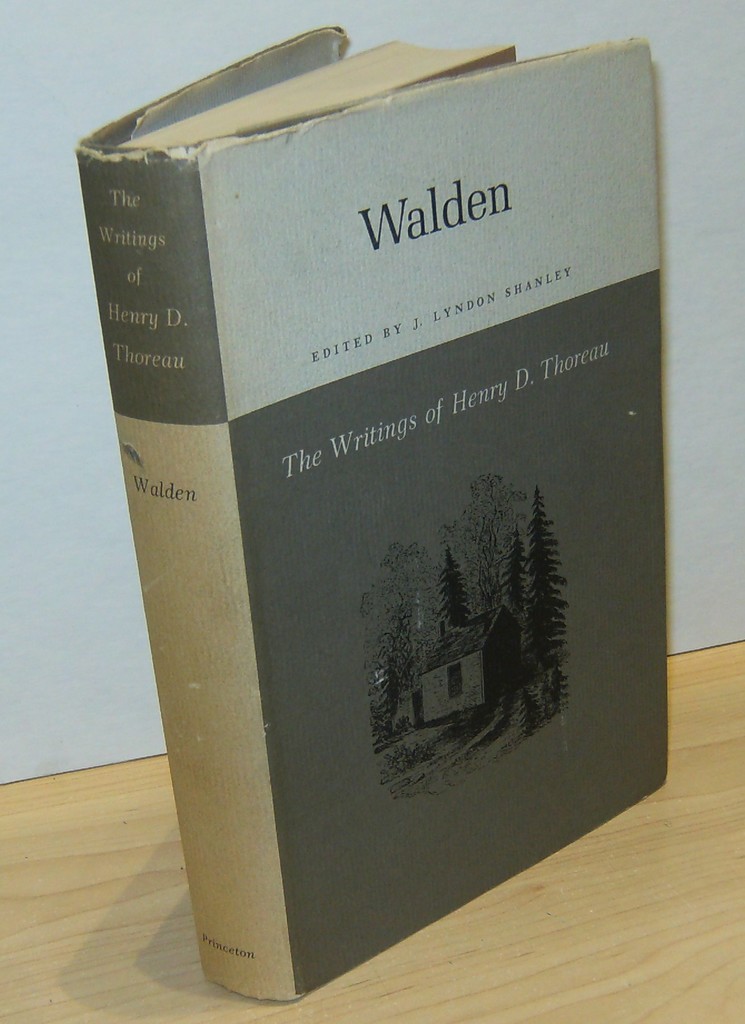 The
Writings
of
Henry D.
Thoreau
Walden
Princeton
Walden
EDITED BY J. LYNDON SHANLEY
The Writings of Henry D. Thoreau